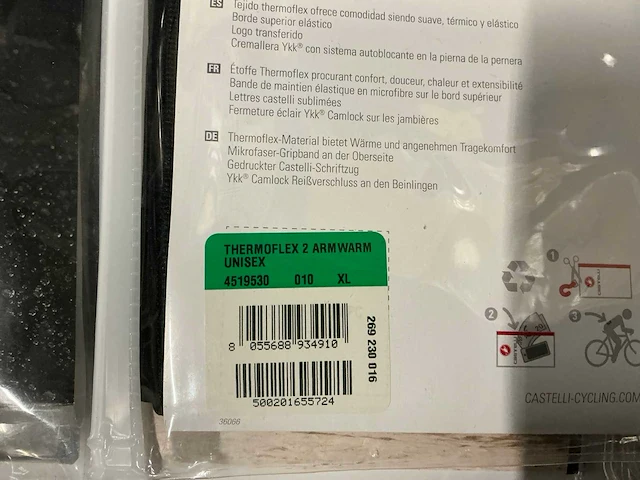 ES Tejido thermoflex ofrece comodidad siendo suave, térmico y elástico
Borde superior elástico
Logo transferido
Cremallera Ykk® con sistema autoblocante en la pierna de la pernera
FR Étoffe Thermoflex procurant confort, douceur, chaleur et extensibilité
Bande de maintien élastique en microfibre sur le bord supérieur
Lettres castelli sublimées
Fermeture éclair Ykk® Camlock sur les jambières
DE Thermoflex-Material bietet Wärme und angenehmen Tragekomfort
Mikrofaser-Gripband an der Oberseite
Gedruckter Castelli-Schriftzug
Ykk® Camlock Reißverschluss an den Beinlingen
THERMOFLEX 2 ARMWARM
UNISEX
4519530 010 XL
8 055688 934910
269 230 016
500201655724
36066
1
2
3
CASTELLI-CYCLING.COM